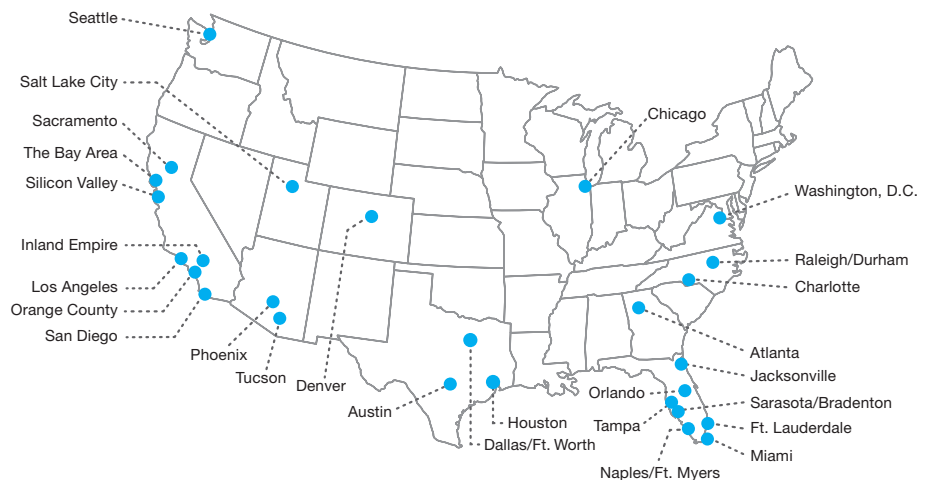 Seattle
Salt Lake City
Sacramento
The Bay Area
Silicon Valley
Inland Empire
Los Angeles
Orange County
San Diego
Phoenix
Tucson
Denver
Austin
Houston
Dallas/Ft. Worth
Chicago
Washington, D.C.
Raleigh/Durham
Charlotte
Atlanta
Jacksonville
Orlando
Sarasota/Bradenton
Tampa
Ft. Lauderdale
Miami
Naples/Ft. Myers